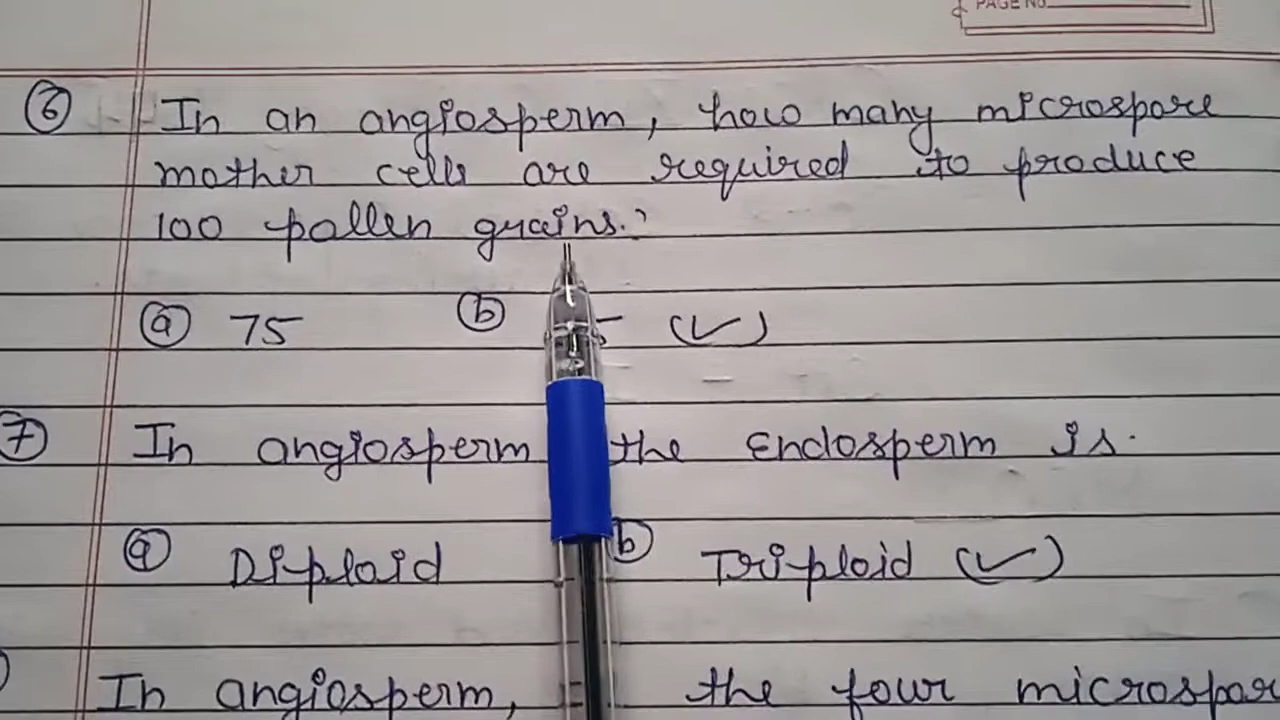 PAGE No.
⑥ In an angiosperm, how many microspore
mother cells are required to produce
100 pollen grains.?
ⓐ 75 ⓑ 5 (✓)
⑦ In angiosperm the Endosperm is.
ⓐ Diploid ⓑ Triploid (✓)
In angiosperm, the four microspor